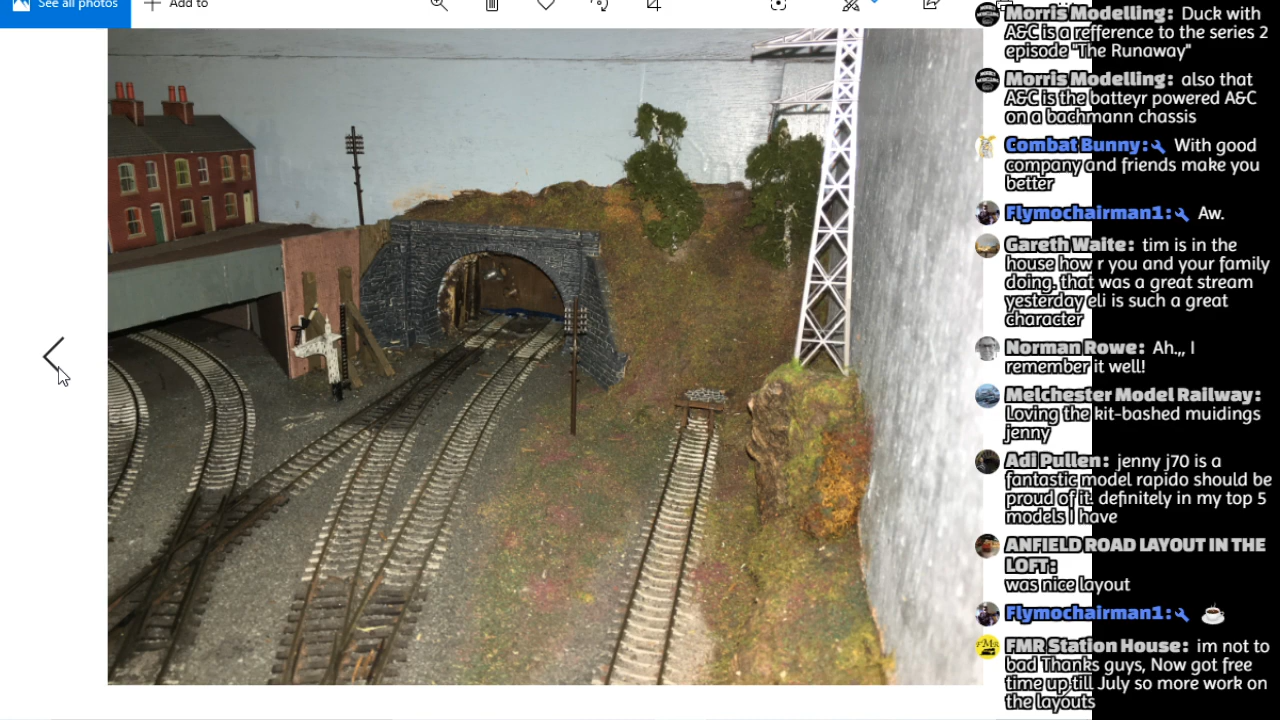 See all photos
Add to
Morris Modelling: Duck with
A&C is a refference to the series 2
episode "The Runaway"
Morris Modelling: also that
A&C is the batteyr powered A&C
on a bachmann chassis
Combat Bunny: With good
company and friends make you
better
Flymochairman1: Aw.
Gareth Waite: tim is in the
house how r you and your family
doing. that was a great stream
yesterday eli is such a great
character
Norman Rowe: Ah.,, I
remember it well!
Melchester Model Railway:
Loving the kit-bashed muidings
jenny
Adi Pullen: jenny j70 is a
fantastic model rapido should be
proud of it. definitely in my top 5
models i have
ANFIELD ROAD LAYOUT IN THE
LOFT:
was nice layout
Flymochairman1: ☕
FMR Station House: im not to
bad Thanks guys, Now got free
time up till July so more work on
the layouts